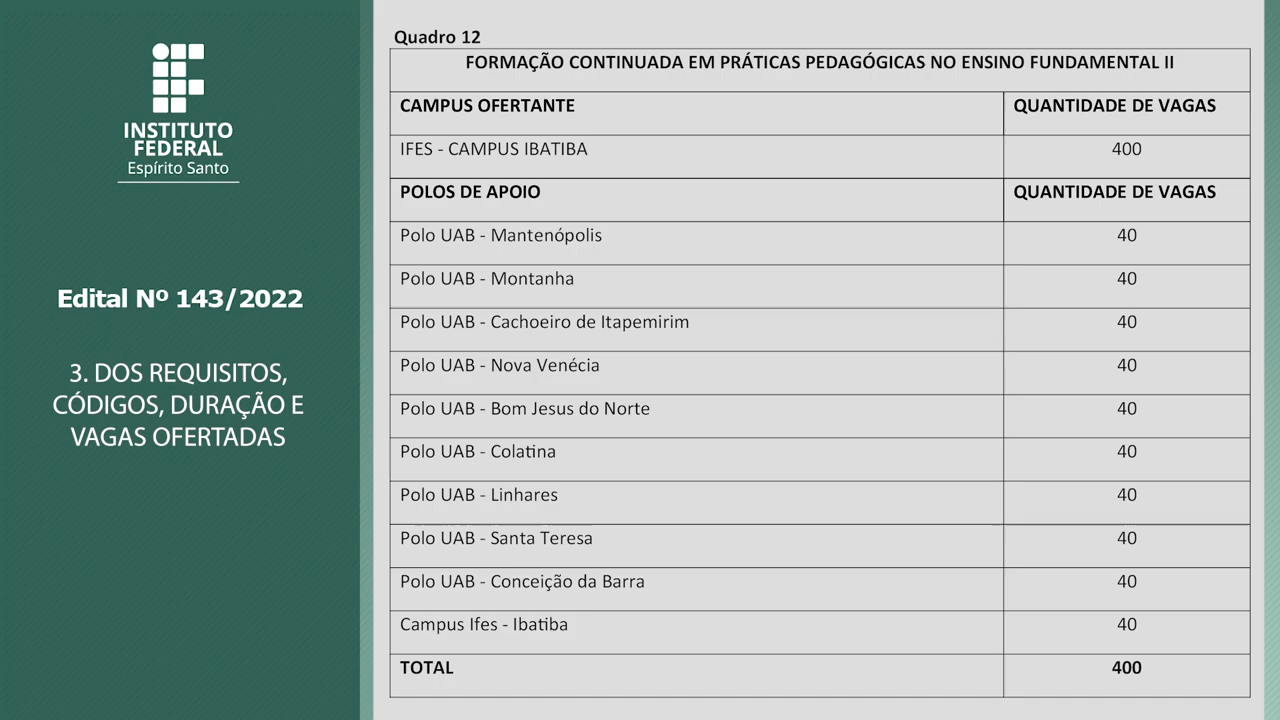 INSTITUTO
FEDERAL
Espírito Santo
Edital Nº 143/2022
3. DOS REQUISITOS,
CÓDIGOS, DURAÇÃO E
VAGAS OFERTADAS
Quadro 12
FORMAÇÃO CONTINUADA EM PRÁTICAS PEDAGÓGICAS NO ENSINO FUNDAMENTAL II
CAMPUS OFERTANTE QUANTIDADE DE VAGAS
IFES - CAMPUS IBATIBA 400
POLOS DE APOIO QUANTIDADE DE VAGAS
Polo UAB - Mantenópolis 40
Polo UAB - Montanha 40
Polo UAB - Cachoeiro de Itapemirim 40
Polo UAB - Nova Venécia 40
Polo UAB - Bom Jesus do Norte 40
Polo UAB - Colatina 40
Polo UAB - Linhares 40
Polo UAB - Santa Teresa 40
Polo UAB - Conceição da Barra 40
Campus Ifes - Ibatiba 40
TOTAL 400